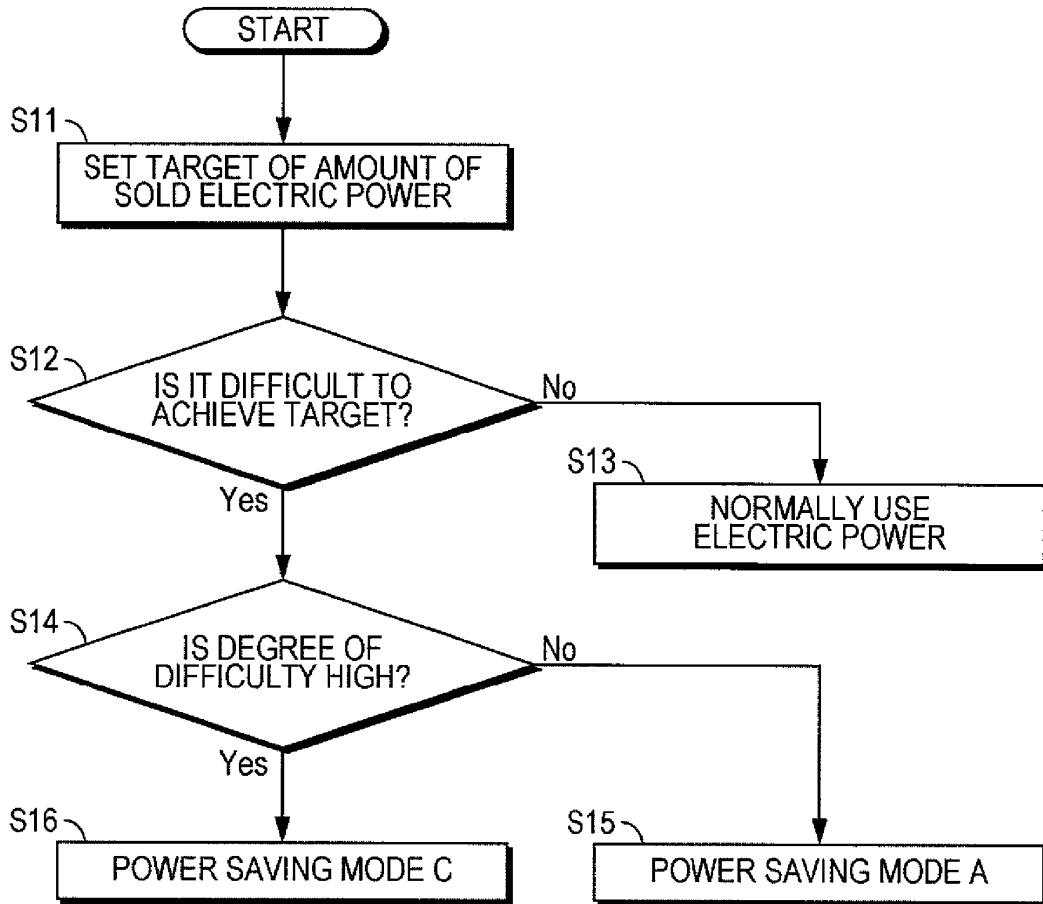 START
S11
SET TARGET OF AMOUNT OF
SOLD ELECTRIC POWER
S12
IS IT DIFFICULT TO
ACHIEVE TARGET?
No
Yes
S13
NORMALLY USE
ELECTRIC POWER
S14
IS DEGREE OF
DIFFICULTY HIGH?
No
Yes
S16
POWER SAVING MODE C
S15
POWER SAVING MODE A